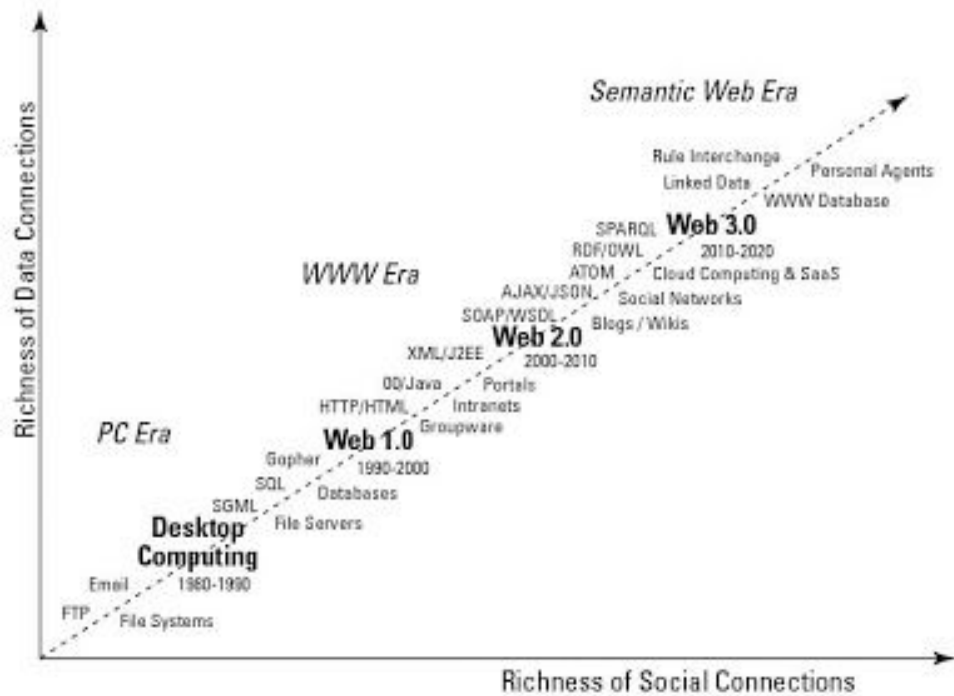 Semantic Web Era
Rule Interchange
Personal Agents
Linked Data
WWW Database
SPARQL
Web 3.0
RDF/OWL
2010-2020
ATOM
Cloud Computing & SaaS
WWW Era
AJAX/JSON
Social Networks
SOAP/WSDL
Blogs / Wikis
Web 2.0
XML/J2EE
2000-2010
OO/Java
Portals
HTTP/HTML
Intranets
Groupware
PC Era
Web 1.0
Gopher
1990-2000
SQL
Databases
SGML
File Servers
Desktop
Computing
Email
1980-1990
FTP
File Systems
Richness of Data Connections
Richness of Social Connections